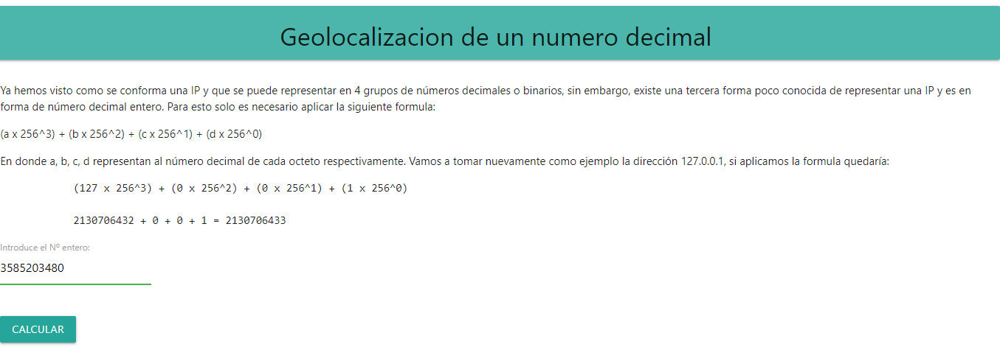 Geolocalizacion de un numero decimal
Ya hemos visto como se conforma una IP y que se puede representar en 4 grupos de números decimales o binarios, sin embargo, existe una tercera forma poco conocida de representar una IP y es en
forma de número decimal entero. Para esto solo es necesario aplicar la siguiente formula:
(a x 256^3) + (b x 256^2) + (c x 256^1) + (d x 256^0)
En donde a, b, c, d representan al número decimal de cada octeto respectivamente. Vamos a tomar nuevamente como ejemplo la dirección 127.0.0.1, si aplicamos la formula quedaría:
(127 x 256^3) + (0 x 256^2) + (0 x 256^1) + (1 x 256^0)
2130706432 + 0 + 0 + 1 = 2130706433
Introduce el Nº entero:
3585203480
CALCULAR